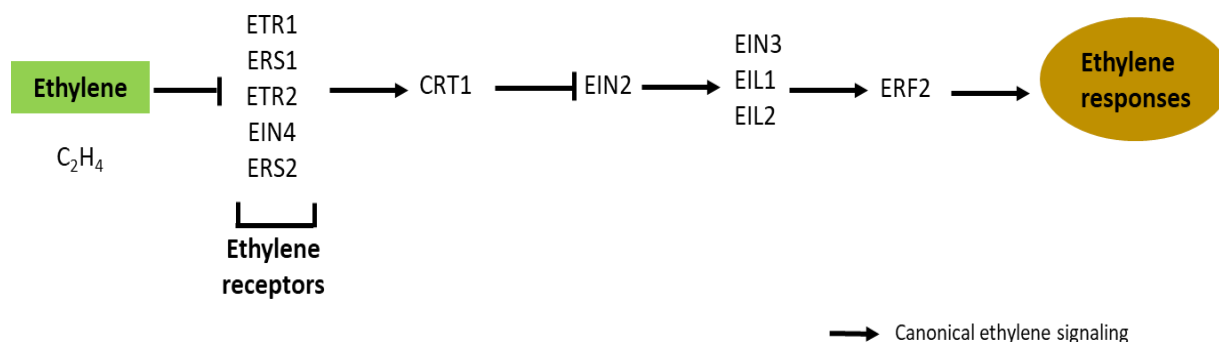 Ethylene
C₂H₄
ETR1
ERS1
ETR2
EIN4
ERS2
Ethylene
receptors
CRT1
EIN2
EIN3
EIL1
EIL2
ERF2
Ethylene
responses
Canonical ethylene signaling